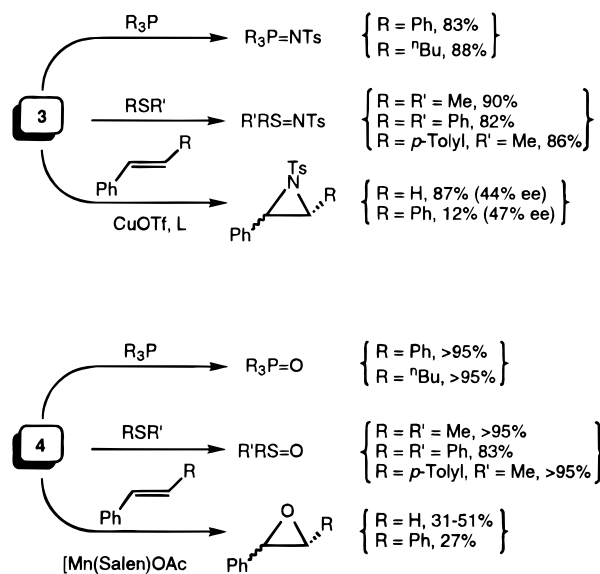 R₃P
R₃P=NTs
R = Ph, 83%
R = ⁿBu, 88%
3
RSR'
R'RS=NTs
R = R' = Me, 90%
R = R' = Ph, 82%
R = p-Tolyl, R' = Me, 86%
R
Ph
CuOTf, L
Ts
N
R
Ph
R = H, 87% (44% ee)
R = Ph, 12% (47% ee)
R₃P
R₃P=O
R = Ph, >95%
R = ⁿBu, >95%
4
RSR'
R'RS=O
R = R' = Me, >95%
R = R' = Ph, 83%
R = p-Tolyl, R' = Me, >95%
R
Ph
[Mn(Salen)OAc
O
R
Ph
R = H, 31-51%
R = Ph, 27%